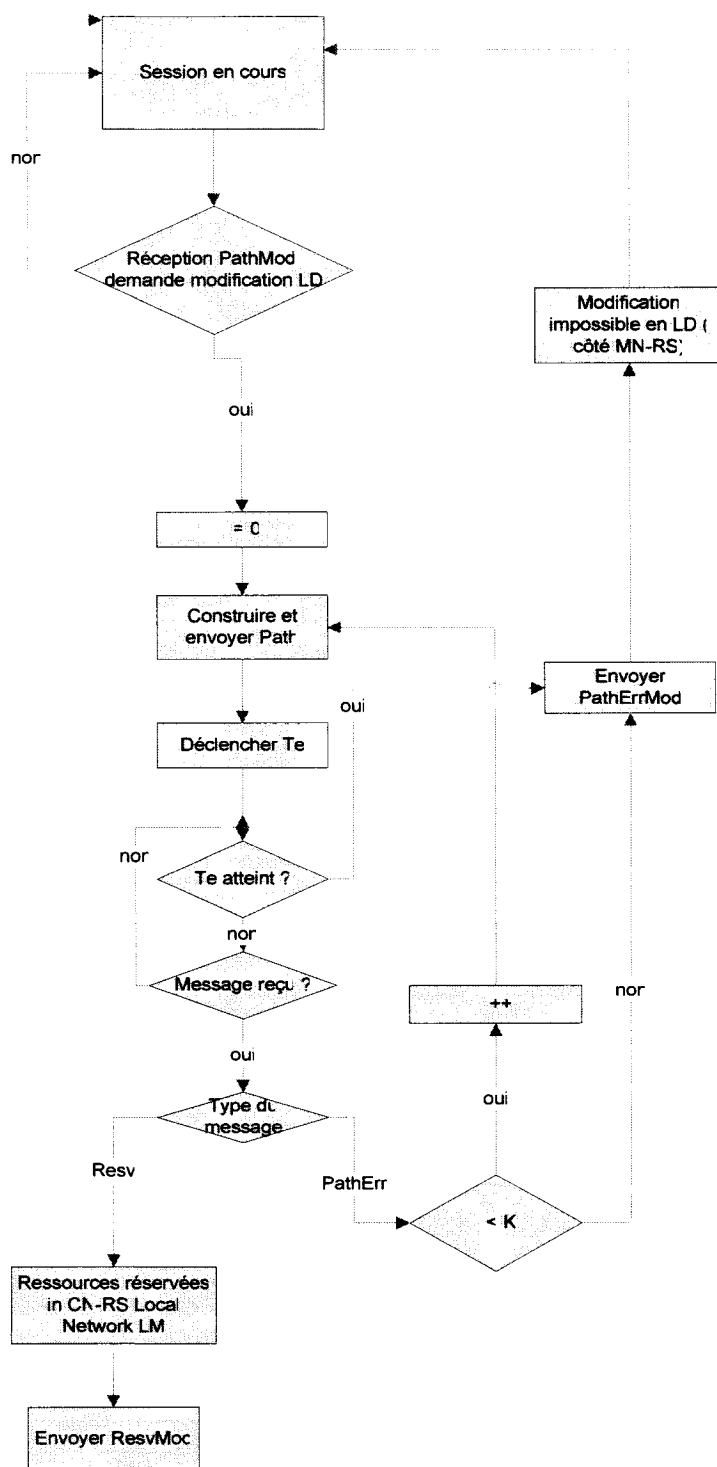 Session en cours
nor
Réception PathMod
demande modification LD
oui
Modification
impossible en LD (
côté MN-RS)
= 0
Construire et
envoyer Path
oui
Envoyer
PathErrMod
Déclencher Te
nor
Te atteint ?
nor
Message reçu ?
++
nor
oui
Type du
message
oui
Resv
PathErr
< K
Ressources réservées
in CN-RS Local
Network LM
Envoyer ResvMod